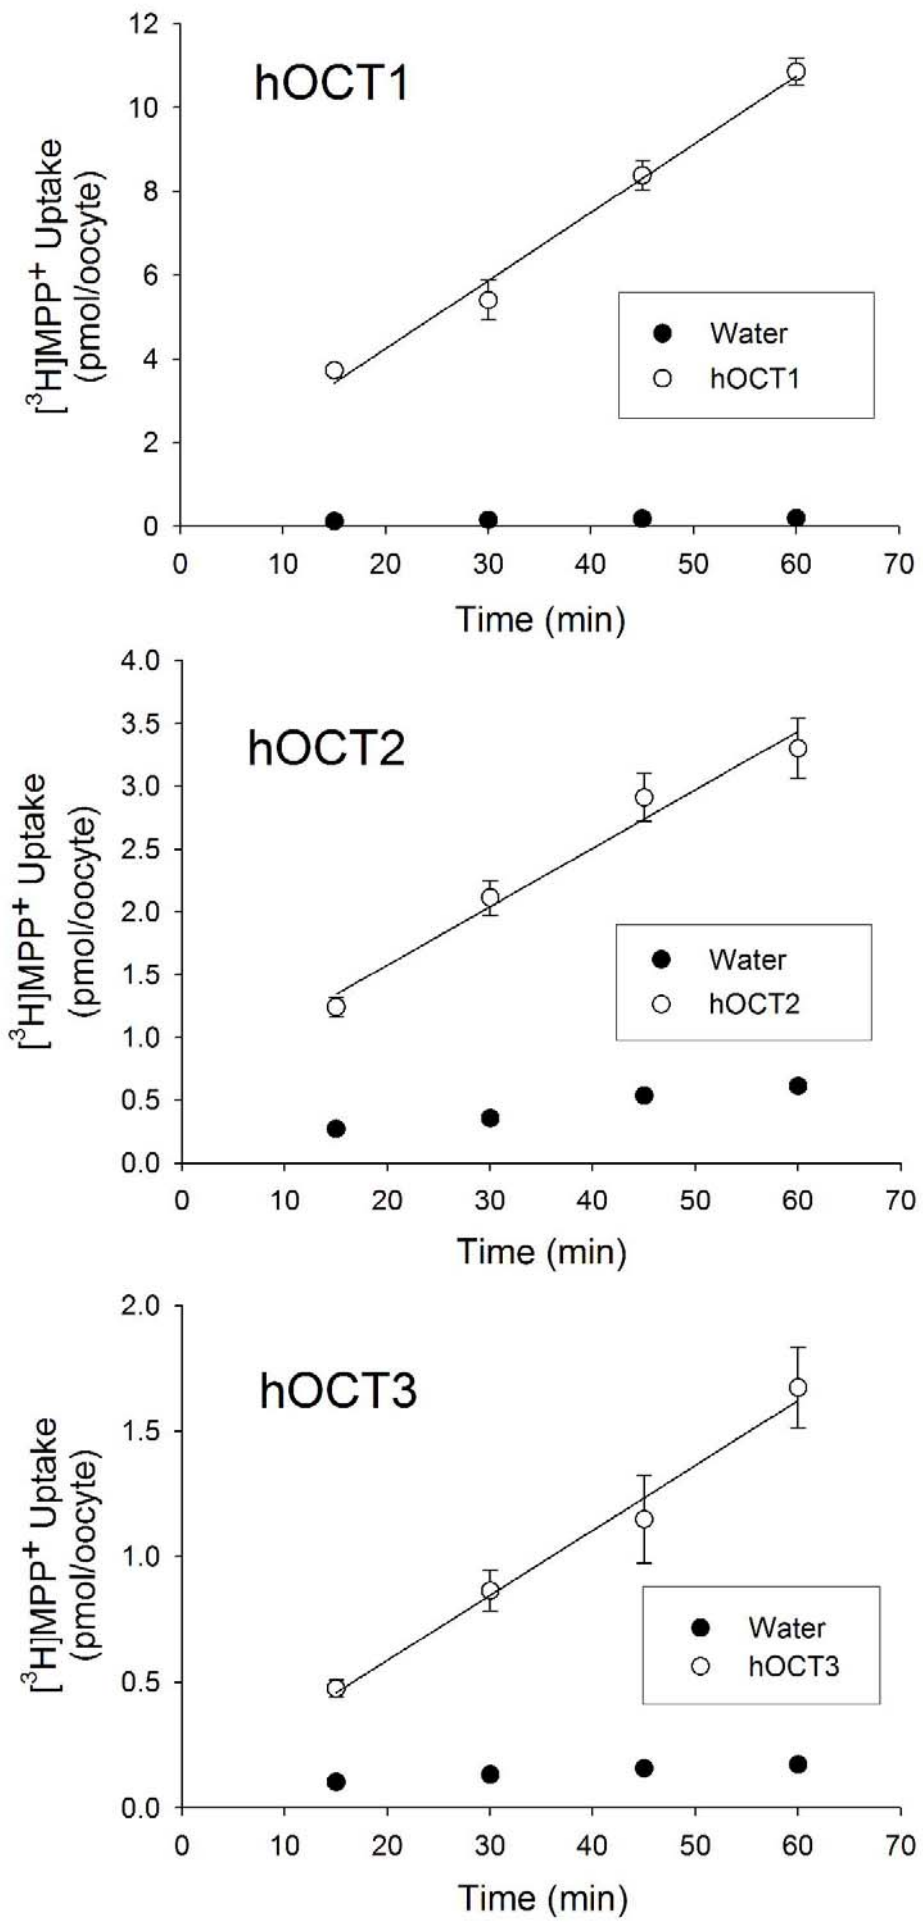 hOCT1
[³H]MPP⁺ Uptake
(pmol/oocyte)
12
10
8
6
4
2
0
Water
hOCT1
0 10 20 30 40 50 60 70
Time (min)
hOCT2
[³H]MPP⁺ Uptake
(pmol/oocyte)
4.0
3.5
3.0
2.5
2.0
1.5
1.0
0.5
0.0
Water
hOCT2
0 10 20 30 40 50 60 70
Time (min)
hOCT3
[³H]MPP⁺ Uptake
(pmol/oocyte)
2.0
1.5
1.0
0.5
0.0
Water
hOCT3
0 10 20 30 40 50 60 70
Time (min)